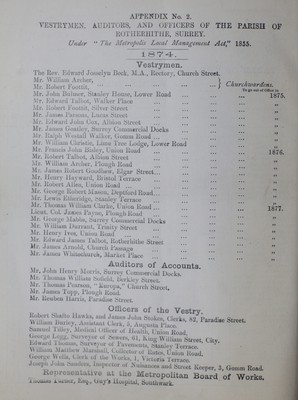 APPENDIX No. 2.
VESTRYMEN, AUDITORS, AND OFFICERS OF THE PARISH OF
ROTHERHITHE, SURREY.
Under "The Metropolis Local Management Act," 1855.
1874.
Vestrymen.
The Rev. Edward Josselyn Beck, M.A., Rectory, Church Street.
Mr. William Archer, ... } Churchwardens.
Mr. Robert Footit, ...
Mr. John Bulmer, Stanley House, Lower Road ... 1875.
Mr. Edward Talbot, Walker Place ... "
Mr. Robert Footitt, Silver Street ... "
Mr. James Parsons, Lucas Street ... "
Mr. Edward John Cox, Albion Street ... "
Mr. James Gourley, Surrey Commercial Docks ... "
Mr. Ralph Westall Walker, Gomm Road ... "
Mr. William Christie, Lime Tree Lodge, Lower Road ... "
Mr. Francis John Boley, Union Road ... 1876.
Mr. Robert Talbot, Albion Street ... "
Mr. William Archer, Plough Road ... "
Mr. James Robert Goodlow, Elgar Street ... "
Mr. Henry Hayward, Bristol Terrace ... "
Mr. Robert Allen, Union Road ... "
Mr. George Robert Mason, Deptford Road ... "
Mr. Lewis Etheridge, Stanley Terrace ... "
Mr. Thomas William Clarke, Union Road ... 1877.
Lieut. Col. James Payne, Plough Road ... "
Mr. George Mabbs, Surrey Commercial Docks ... "
Mr. William Durrant, Trinity Street ... "
Mr. Henry Ives, Union Road ... "
Mr. Edward James Talbot, Rotherhithe Street ... "
Mr. James Arnold, Church Passage ... "
Mr. James Whinnhurch, Market Place ... "
Auditors of Accounts.
Mr. John Henry Morris, Surrey Commercial Docks.
Mr. Thomas William Scofield, Berkley Street.
Mr. Thomas Pearson, "Europa," Church Street.
Mr. James Topp, Plough Road.
Mr. Reuben Harris, Paradise Street.
Officers of the Vestry.
Robert Shafto Hawks, and James John Stokes, Clerks, 82, Paradise Street.
William Harley, Assistant Clerk, 5, Augusta Place.
Samuel Tilley, Medical Officer of Health, Union Road.
George Legg, Surveyor of Sewers, 61, King William Street, City,
Edward Thomas, Surveyor of Pavements, Stanley Terrace.
William Matthew Marshall, Collector of Rates, Union Road.
George Wells, Clerk of the Works, 1, Victoria Terrace.
Joseph John Sanders, Inspector of Nuisances and Street Keeper, 5, Gomm Road.
Representative at the Metropolitan Board of Works.
Thomas Turner, Esq., Guy's Hospital, Southwark.